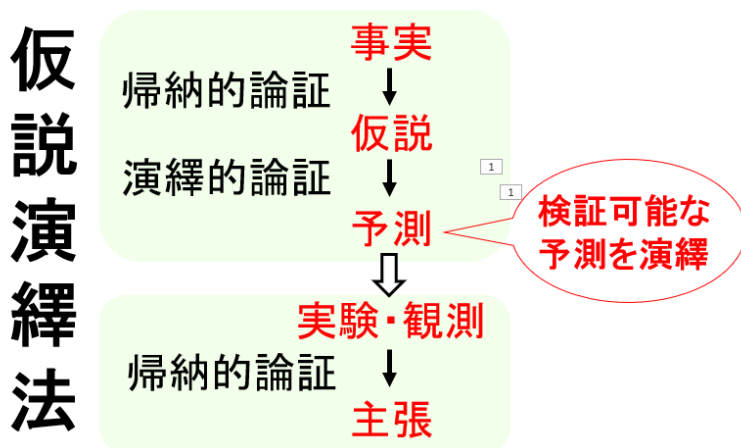 仮説演繹法
事実
帰納的論証
仮説
演繹的論証
予測
1
1
検証可能な
予測を演繹
実験・観測
帰納的論証
主張